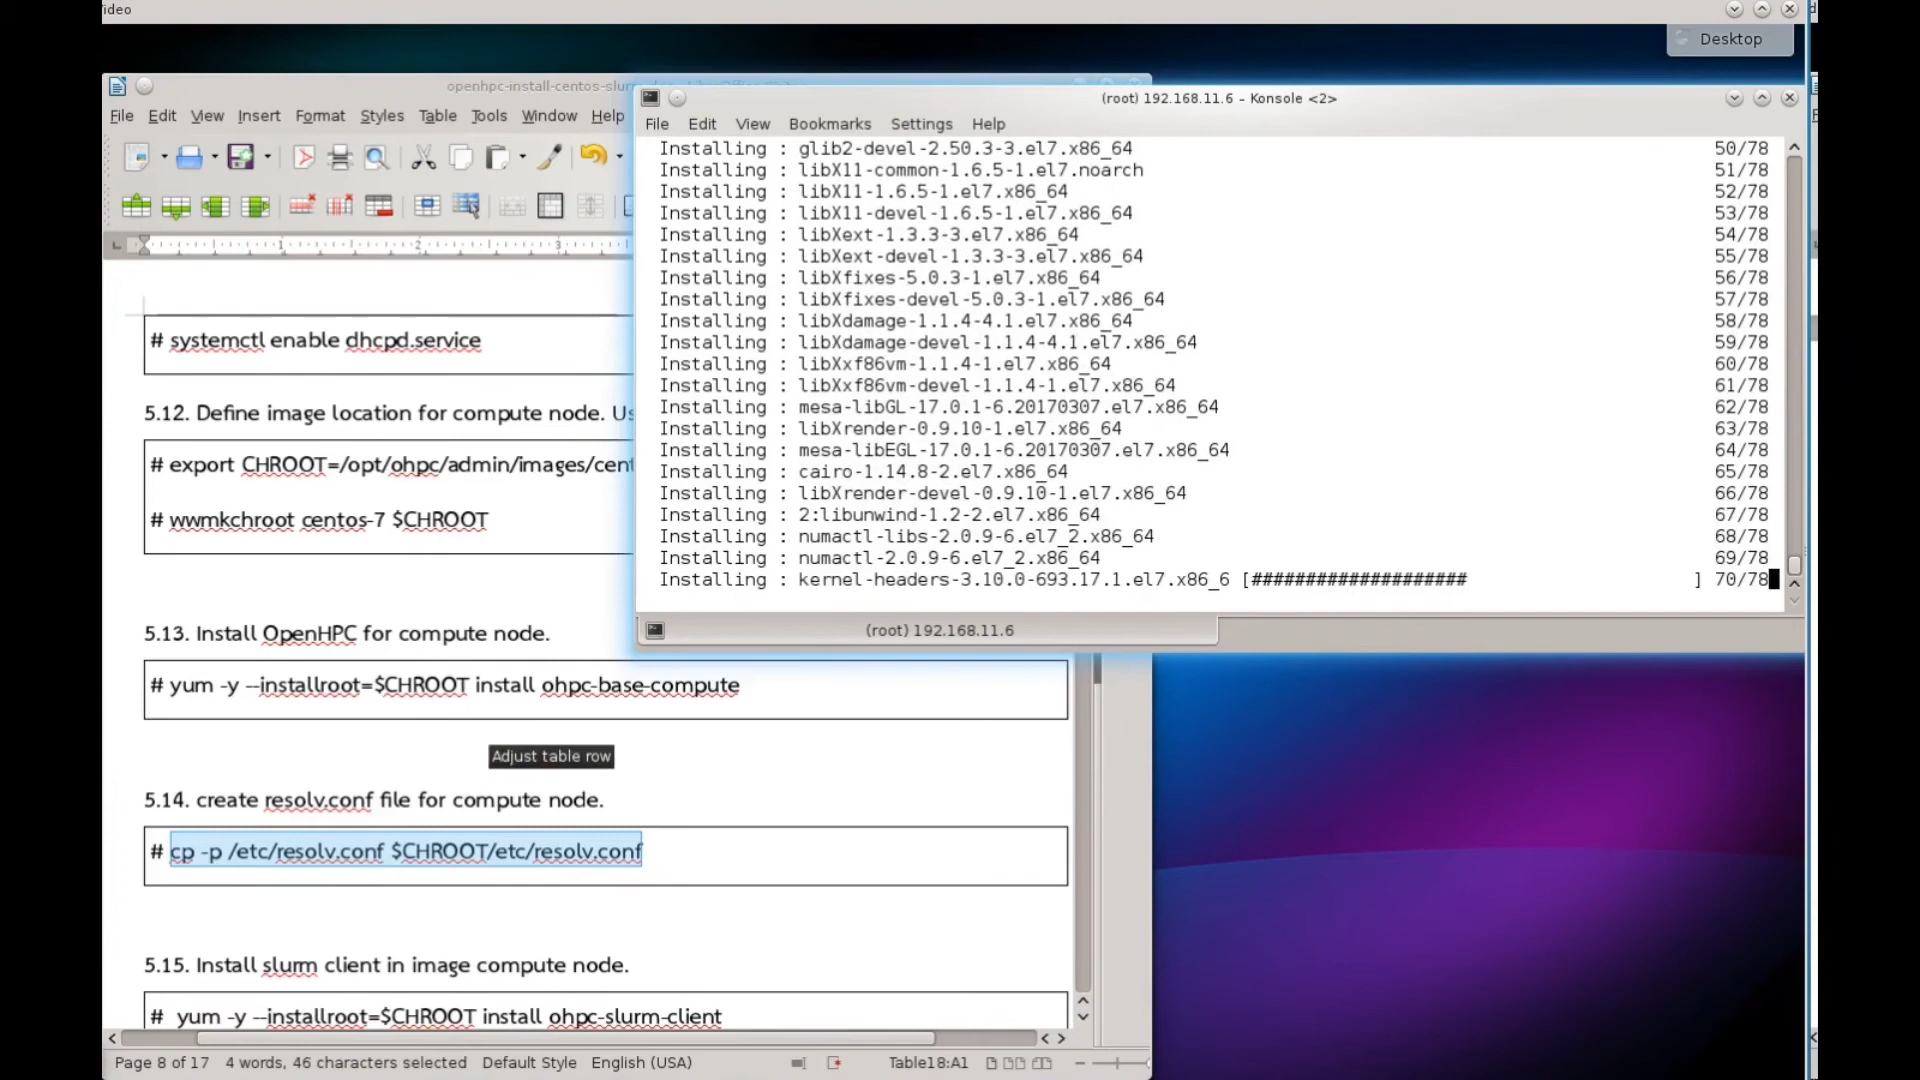 ideo
Desktop
openhpc-install-centos-slur
File Edit View Insert Format Styles Table Tools Window Help
# systemctl enable dhcpd.service
5.12. Define image location for compute node. Us
# export CHROOT=/opt/ohpc/admin/images/cent
# wwmkchroot centos-7 $CHROOT
5.13. Install OpenHPC for compute node.
# yum -y --installroot=$CHROOT install ohpc-base-compute
Adjust table row
5.14. create resolv.conf file for compute node.
# cp -p /etc/resolv.conf $CHROOT/etc/resolv.conf
5.15. Install slurm client in image compute node.
# yum -y --installroot=$CHROOT install ohpc-slurm-client
Page 8 of 17 4 words, 46 characters selected Default Style English (USA) Table18:A1
(root) 192.168.11.6 – Konsole <2>
File Edit View Bookmarks Settings Help
Installing : glib2-devel-2.50.3-3.el7.x86_64 50/78
Installing : libX11-common-1.6.5-1.el7.noarch 51/78
Installing : libX11-1.6.5-1.el7.x86_64 52/78
Installing : libX11-devel-1.6.5-1.el7.x86_64 53/78
Installing : libXext-1.3.3-3.el7.x86_64 54/78
Installing : libXext-devel-1.3.3-3.el7.x86_64 55/78
Installing : libXfixes-5.0.3-1.el7.x86_64 56/78
Installing : libXfixes-devel-5.0.3-1.el7.x86_64 57/78
Installing : libXdamage-1.1.4-4.1.el7.x86_64 58/78
Installing : libXdamage-devel-1.1.4-4.1.el7.x86_64 59/78
Installing : libXxf86vm-1.1.4-1.el7.x86_64 60/78
Installing : libXxf86vm-devel-1.1.4-1.el7.x86_64 61/78
Installing : mesa-libGL-17.0.1-6.20170307.el7.x86_64 62/78
Installing : libXrender-0.9.10-1.el7.x86_64 63/78
Installing : mesa-libEGL-17.0.1-6.20170307.el7.x86_64 64/78
Installing : cairo-1.14.8-2.el7.x86_64 65/78
Installing : libXrender-devel-0.9.10-1.el7.x86_64 66/78
Installing : 2:libunwind-1.2-2.el7.x86_64 67/78
Installing : numactl-libs-2.0.9-6.el7_2.x86_64 68/78
Installing : numactl-2.0.9-6.el7_2.x86_64 69/78
Installing : kernel-headers-3.10.0-693.17.1.el7.x86_6 [#################### ] 70/78
(root) 192.168.11.6